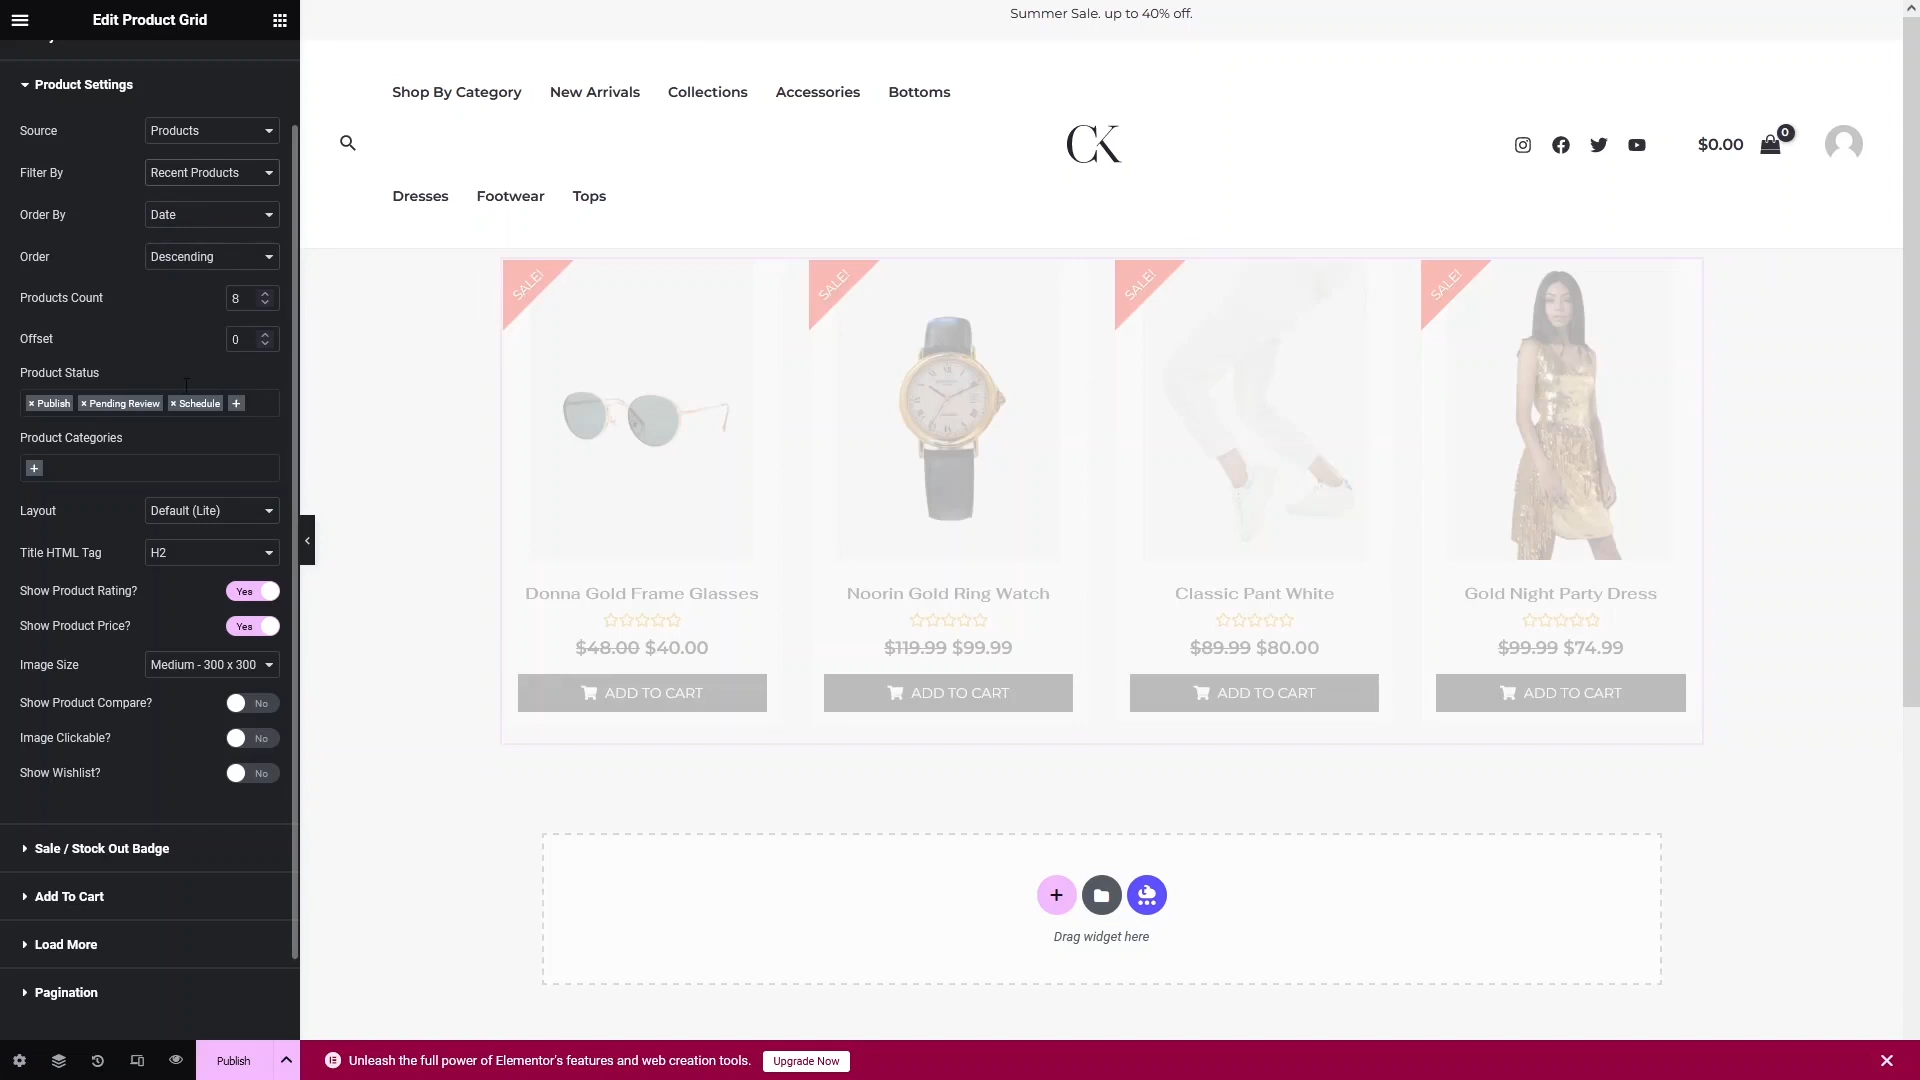 Edit Product Grid
Product Settings
Source
Products
Filter By
Recent Products
Order By
Date
Order
Descending
Products Count
8
Offset
0
Product Status
× Publish × Pending Review × Schedule +
Product Categories
+
Layout
Default (Lite)
Title HTML Tag
H2
Show Product Rating?
Yes
Show Product Price?
Yes
Image Size
Medium - 300 x 300
Show Product Compare?
No
Image Clickable?
No
Show Wishlist?
No
Sale / Stock Out Badge
Add To Cart
Load More
Pagination
Publish
Summer Sale. up to 40% off.
Shop By Category New Arrivals Collections Accessories Bottoms
Dresses Footwear Tops
CK
$0.00
0
SALE! SALE! SALE! SALE!
Donna Gold Frame Glasses
$48.00 $40.00
ADD TO CART
Noorin Gold Ring Watch
$119.99 $99.99
ADD TO CART
Classic Pant White
$89.99 $80.00
ADD TO CART
Gold Night Party Dress
$99.99 $74.99
ADD TO CART
Drag widget here
Unleash the full power of Elementor's features and web creation tools. Upgrade Now